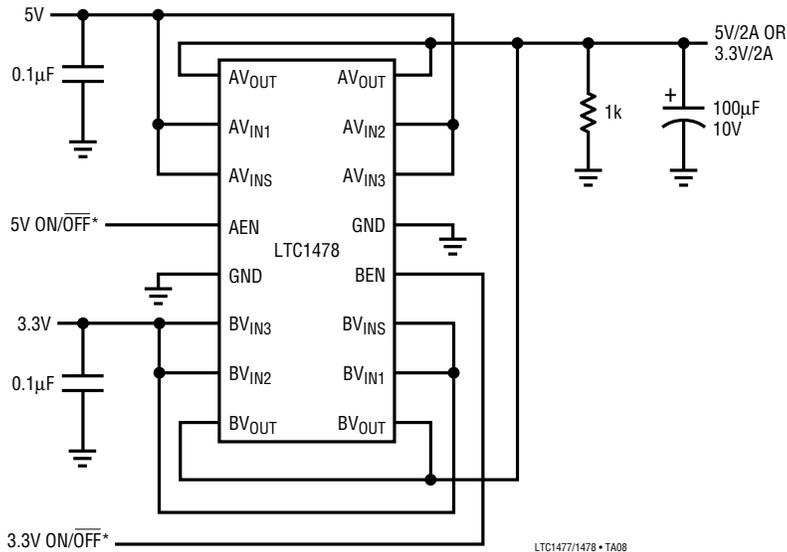 5V
5V/2A OR
3.3V/2A
0.1µF
AVOUT
AVOUT
+
100µF
10V
1k
AVIN1
AVIN2
AVINS
AVIN3
5V ON/OFF*
AEN
GND
LTC1478
GND
BEN
3.3V
BVIN3
BVINS
0.1µF
BVIN2
BVIN1
BVOUT
BVOUT
3.3V ON/OFF*
LTC1477/1478 • TA08